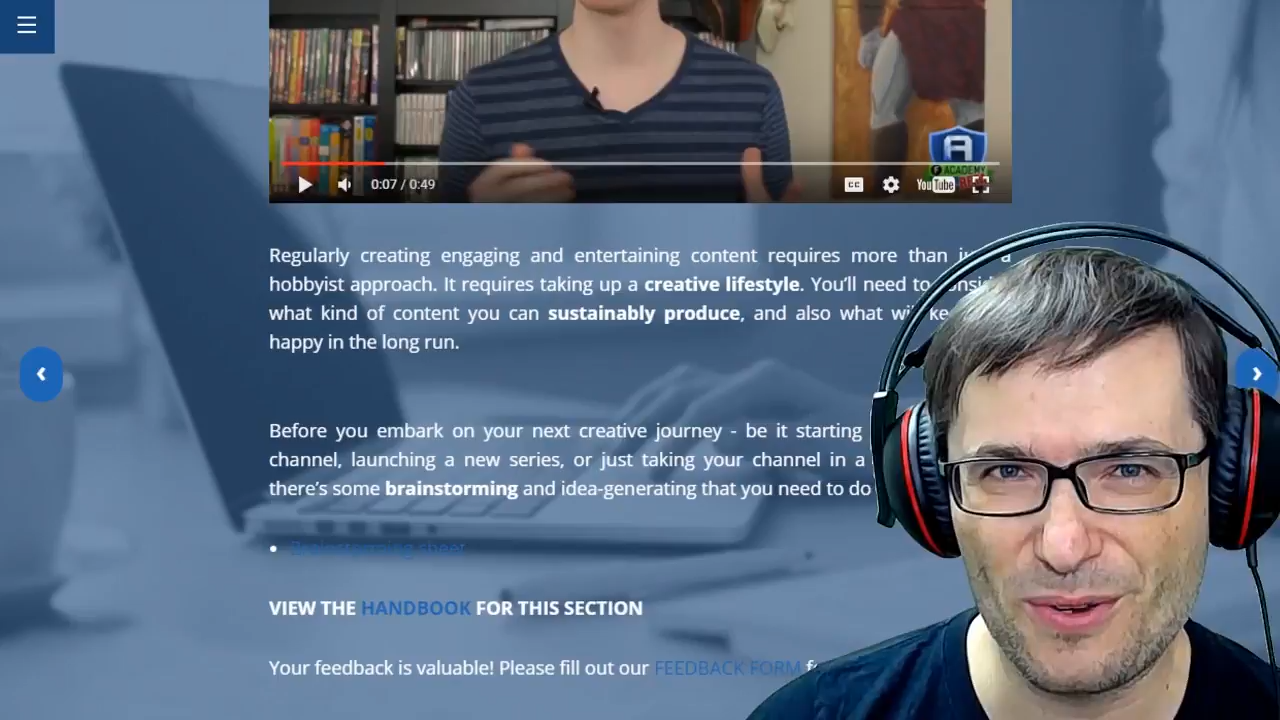 A
ACADEMY
0:07 / 0:49
CC
YouTube
Regularly creating engaging and entertaining content requires more than
hobbyist approach. It requires taking up a creative lifestyle. You'll need to
what kind of content you can sustainably produce, and also what
happy in the long run.
Before you embark on your next creative journey - be it starting
channel, launching a new series, or just taking your channel in a
there's some brainstorming and idea-generating that you need to do
Brainstorming sheet
VIEW THE HANDBOOK FOR THIS SECTION
Your feedback is valuable! Please fill out our FEEDBACK FORM